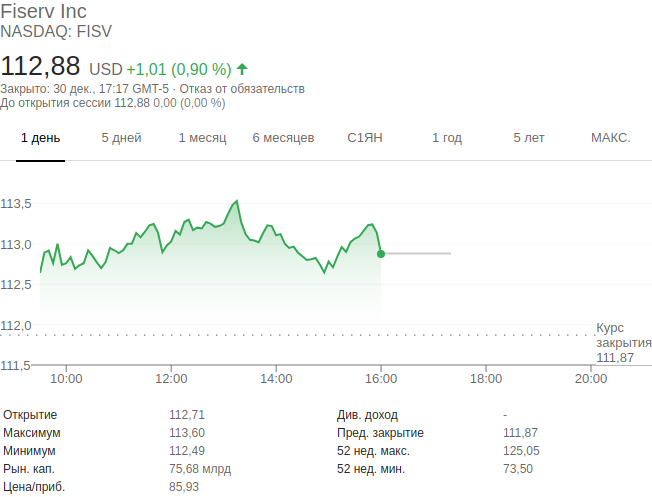 Fiserv Inc
NASDAQ: FISV
112,88 USD +1,01 (0,90 %)
Закрыто: 30 дек., 17:17 GMT-5 · Отказ от обязательств
До открытия сессии 112,88 0,00 (0,00 %)
1 день 5 дней 1 месяц 6 месяцев С1ЯН 1 год 5 лет МАКС.
113,5
113,0
112,5
112,0
Курс
закрытия
111,87
111,5
10:00 12:00 14:00 16:00 18:00 20:00
Открытие 112,71 Див. доход -
Максимум 113,60 Пред. закрытие 111,87
Минимум 112,49 52 нед. макс. 125,05
Рын. кап. 75,68 млрд 52 нед. мин. 73,50
Цена/приб. 85,93